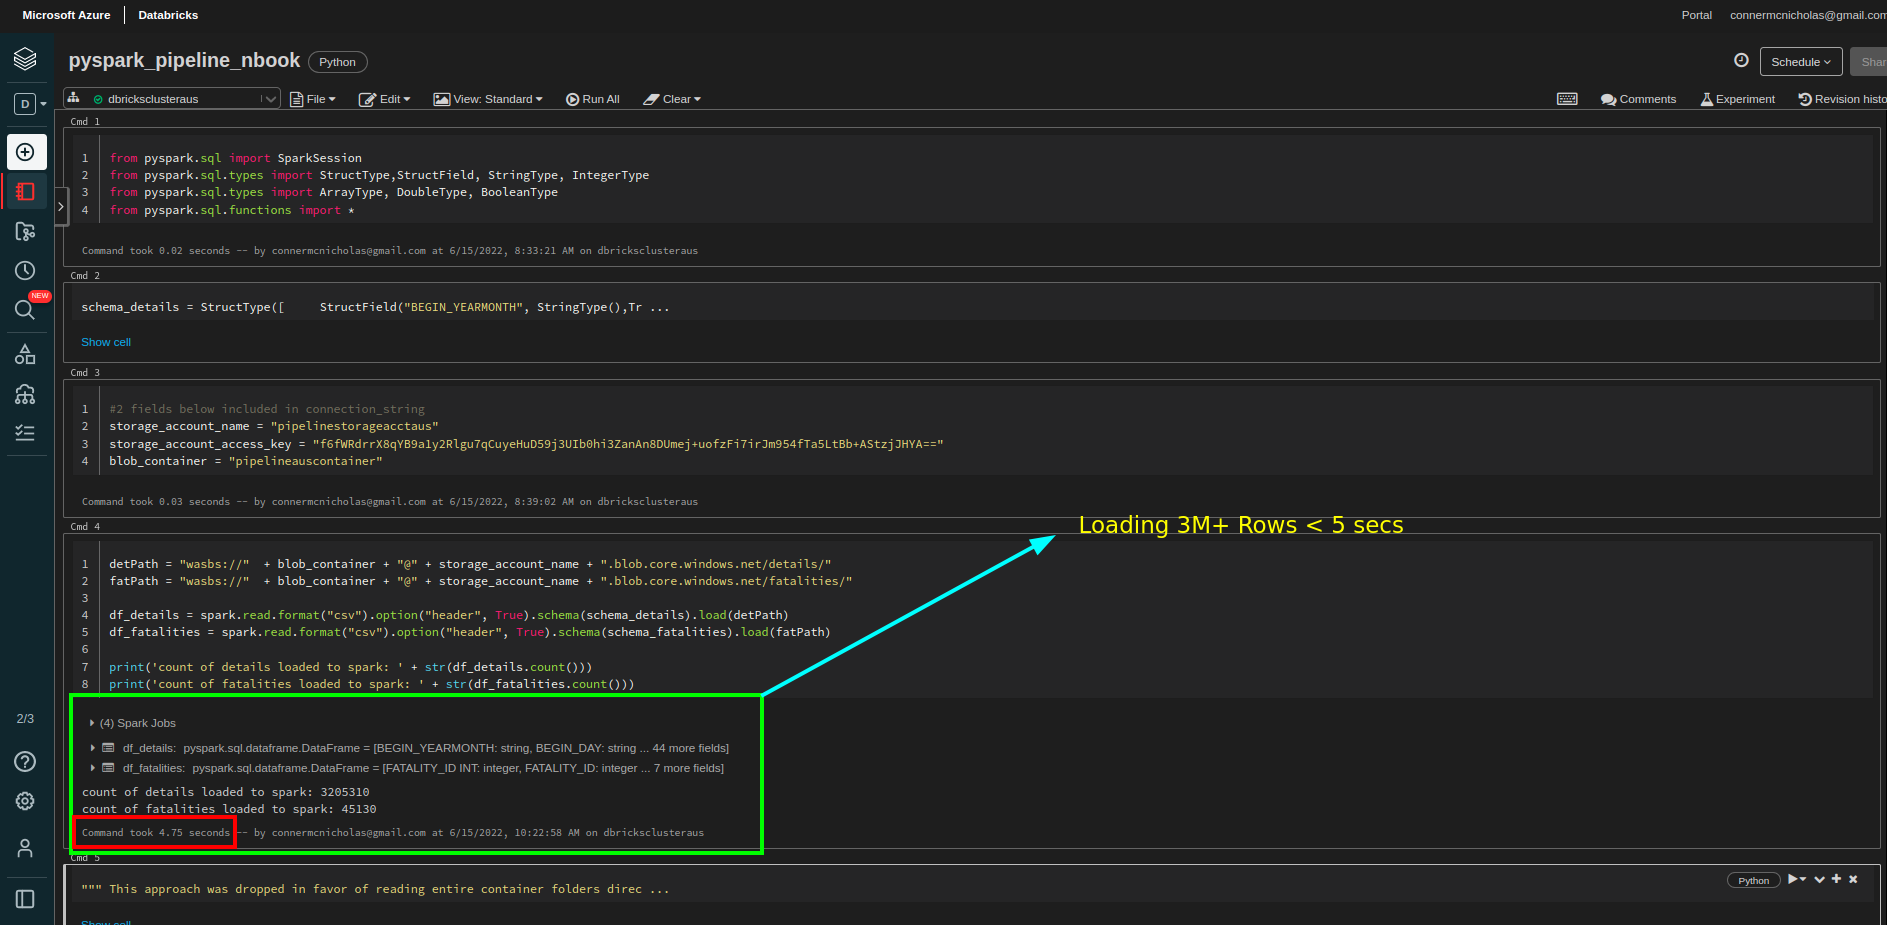 Microsoft Azure | Databricks
Portal connermcnicholas@gmail.com
pyspark_pipeline_nbook Python
Schedule
D
dbricksclusteraus File Edit View: Standard Run All Clear
Comments Experiment Revision histo
Cmd 1
1 from pyspark.sql import SparkSession
2 from pyspark.sql.types import StructType,StructField, StringType, IntegerType
3 from pyspark.sql.types import ArrayType, DoubleType, BooleanType
4 from pyspark.sql.functions import *
Command took 0.02 seconds -- by connermcnicholas@gmail.com at 6/15/2022, 8:33:21 AM on dbricksclusteraus
Cmd 2
NEW
schema_details = StructType([ StructField("BEGIN_YEARMONTH", StringType(),Tr ...
Show cell
Cmd 3
1 #2 fields below included in connection_string
2 storage_account_name = "pipelinestorageacctaus"
3 storage_account_access_key = "f6fWRdrrX8qYB9a1y2Rlgu7qCuyeHuD59j3UIb0hi3ZanAn8DUmej+uofzFi7irJm954fTa5LtBb+AStzjJHYA=="
4 blob_container = "pipelineauscontainer"
Command took 0.03 seconds -- by connermcnicholas@gmail.com at 6/15/2022, 8:39:02 AM on dbricksclusteraus
Cmd 4
Loading 3M+ Rows < 5 secs
1 detPath = "wasbs://" + blob_container + "@" + storage_account_name + ".blob.core.windows.net/details/"
2 fatPath = "wasbs://" + blob_container + "@" + storage_account_name + ".blob.core.windows.net/fatalities/"
3
4 df_details = spark.read.format("csv").option("header", True).schema(schema_details).load(detPath)
5 df_fatalities = spark.read.format("csv").option("header", True).schema(schema_fatalities).load(fatPath)
6
7 print('count of details loaded to spark: ' + str(df_details.count()))
8 print('count of fatalities loaded to spark: ' + str(df_fatalities.count()))
2/3
(4) Spark Jobs
df_details: pyspark.sql.dataframe.DataFrame = [BEGIN_YEARMONTH: string, BEGIN_DAY: string ... 44 more fields]
df_fatalities: pyspark.sql.dataframe.DataFrame = [FATALITY_ID INT: integer, FATALITY_ID: integer ... 7 more fields]
count of details loaded to spark: 3205310
count of fatalities loaded to spark: 45130
Command took 4.75 seconds -- by connermcnicholas@gmail.com at 6/15/2022, 10:22:58 AM on dbricksclusteraus
Cmd 5
""" This approach was dropped in favor of reading entire container folders direc ...
Python
Show cell